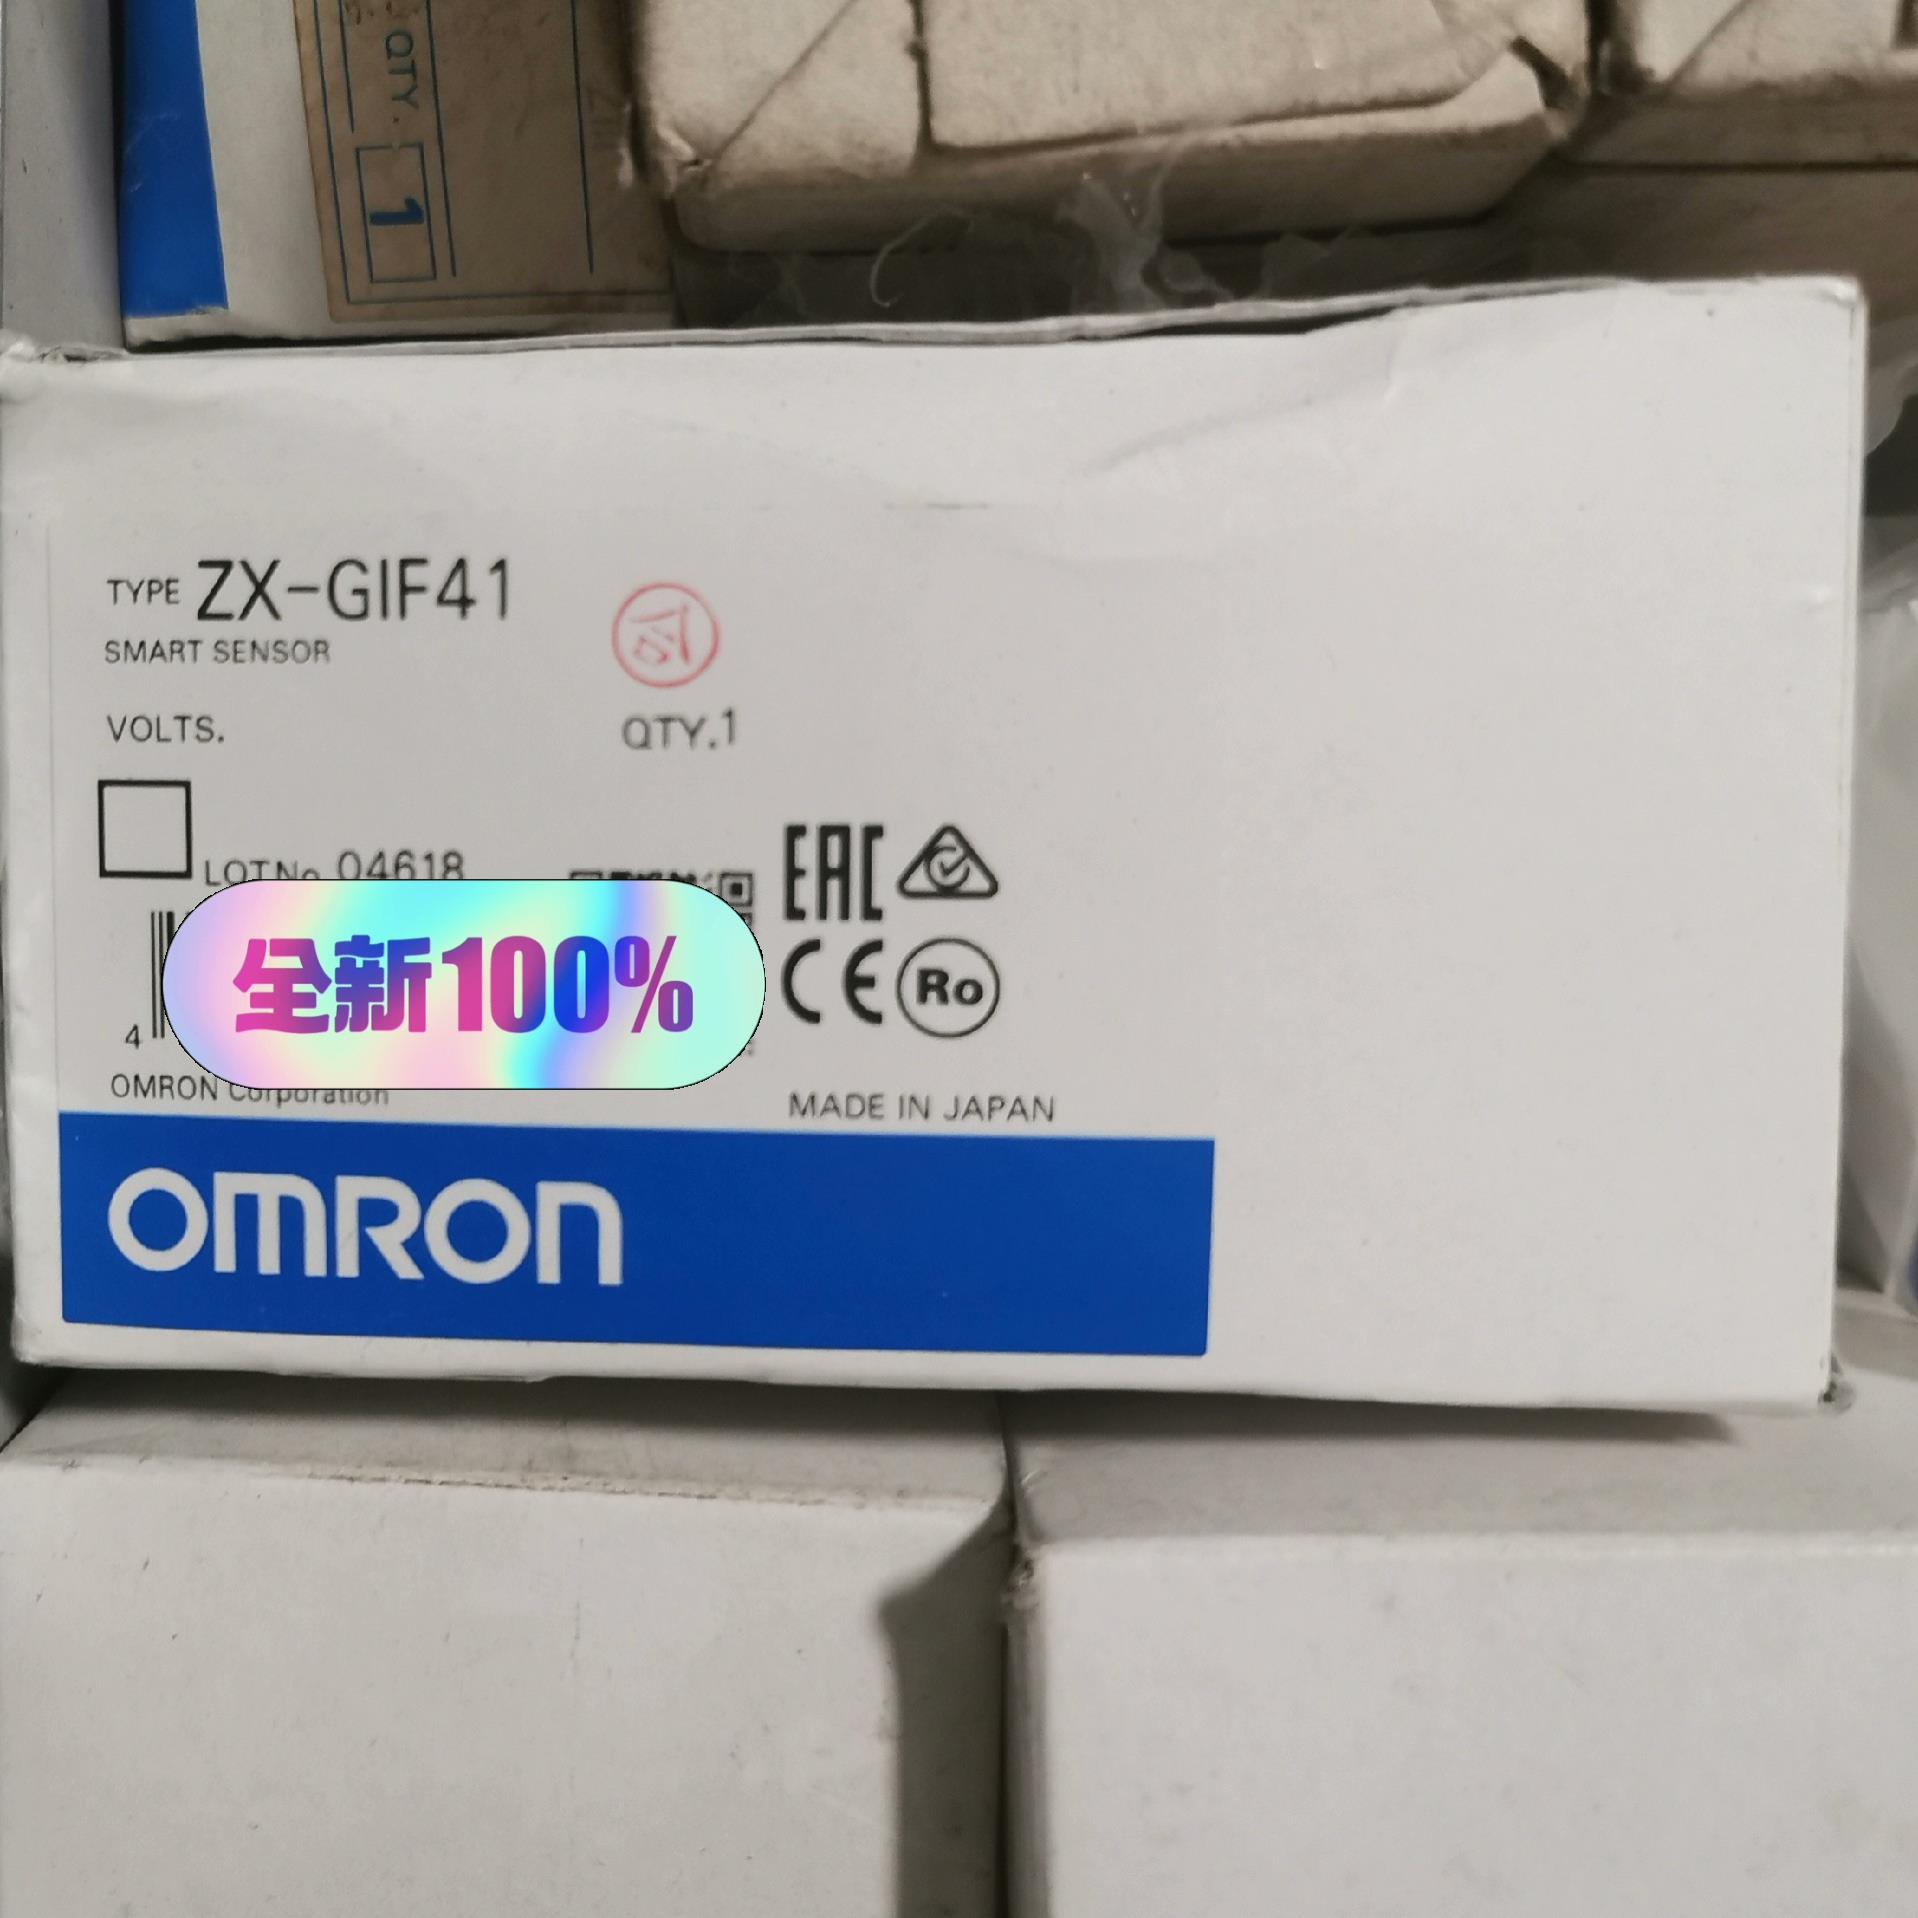 QTY.
1
TYPE ZX-GIF41
SMART SENSOR
VOLTS.
QTY.1
LOT No. 04618
EAC
全新100%
CE
Ro
4
OMRON Corporation
MADE IN JAPAN
OMRON